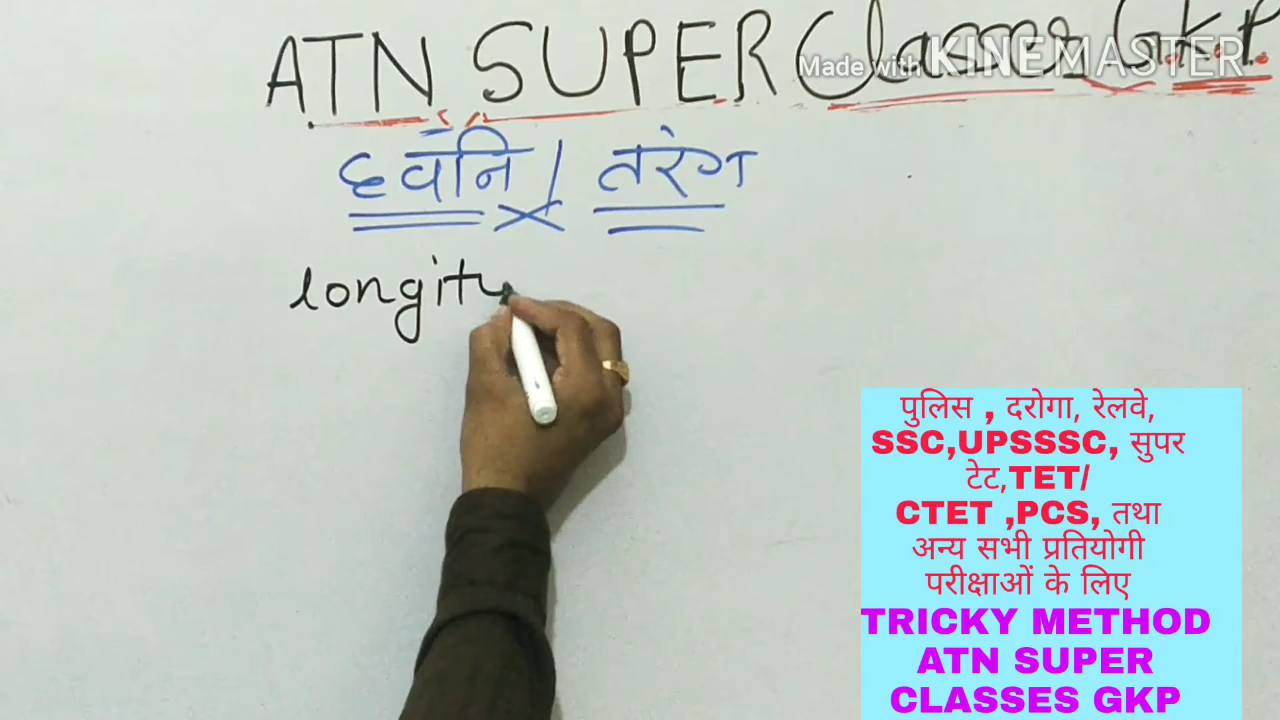 ATN SUPER Classes G.K.P.
Made with KINEMASTER
ध्वनि / तरंग
longitu
पुलिस , दरोगा, रेलवे,
SSC,UPSSSC, सुपर
टेट,TET/
CTET ,PCS, तथा
अन्य सभी प्रतियोगी
परीक्षाओं के लिए
TRICKY METHOD
ATN SUPER
CLASSES GKP